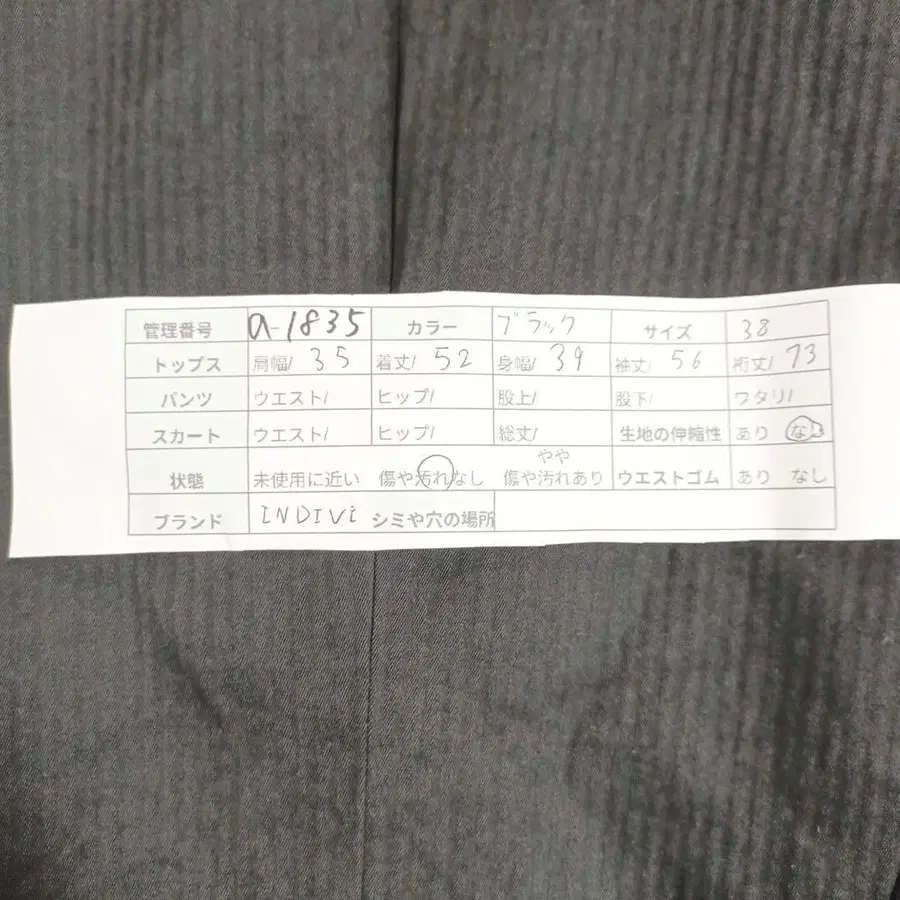 管理番号 a-1835 カラー ブラック サイズ 38
トップス 肩幅/ 35 着丈/ 52 身幅/ 39 袖丈/ 56 裄丈/ 73
パンツ ウエスト/ ヒップ/ 股上/ 股下/ ワタリ/
スカート ウエスト/ ヒップ/ 総丈/ 生地の伸縮性 あり なし
状態 未使用に近い 傷や汚れなし やや傷や汚れあり ウエストゴム あり なし
ブランド INDIVi シミや穴の場所